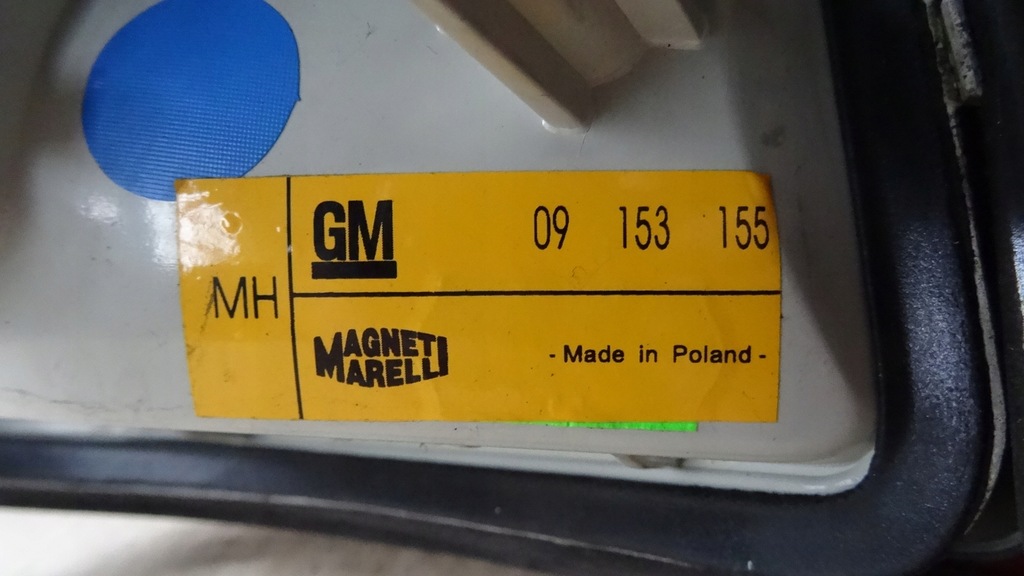 MH
GM 09 153 155
MAGNETI
MARELLI
- Made in Poland -